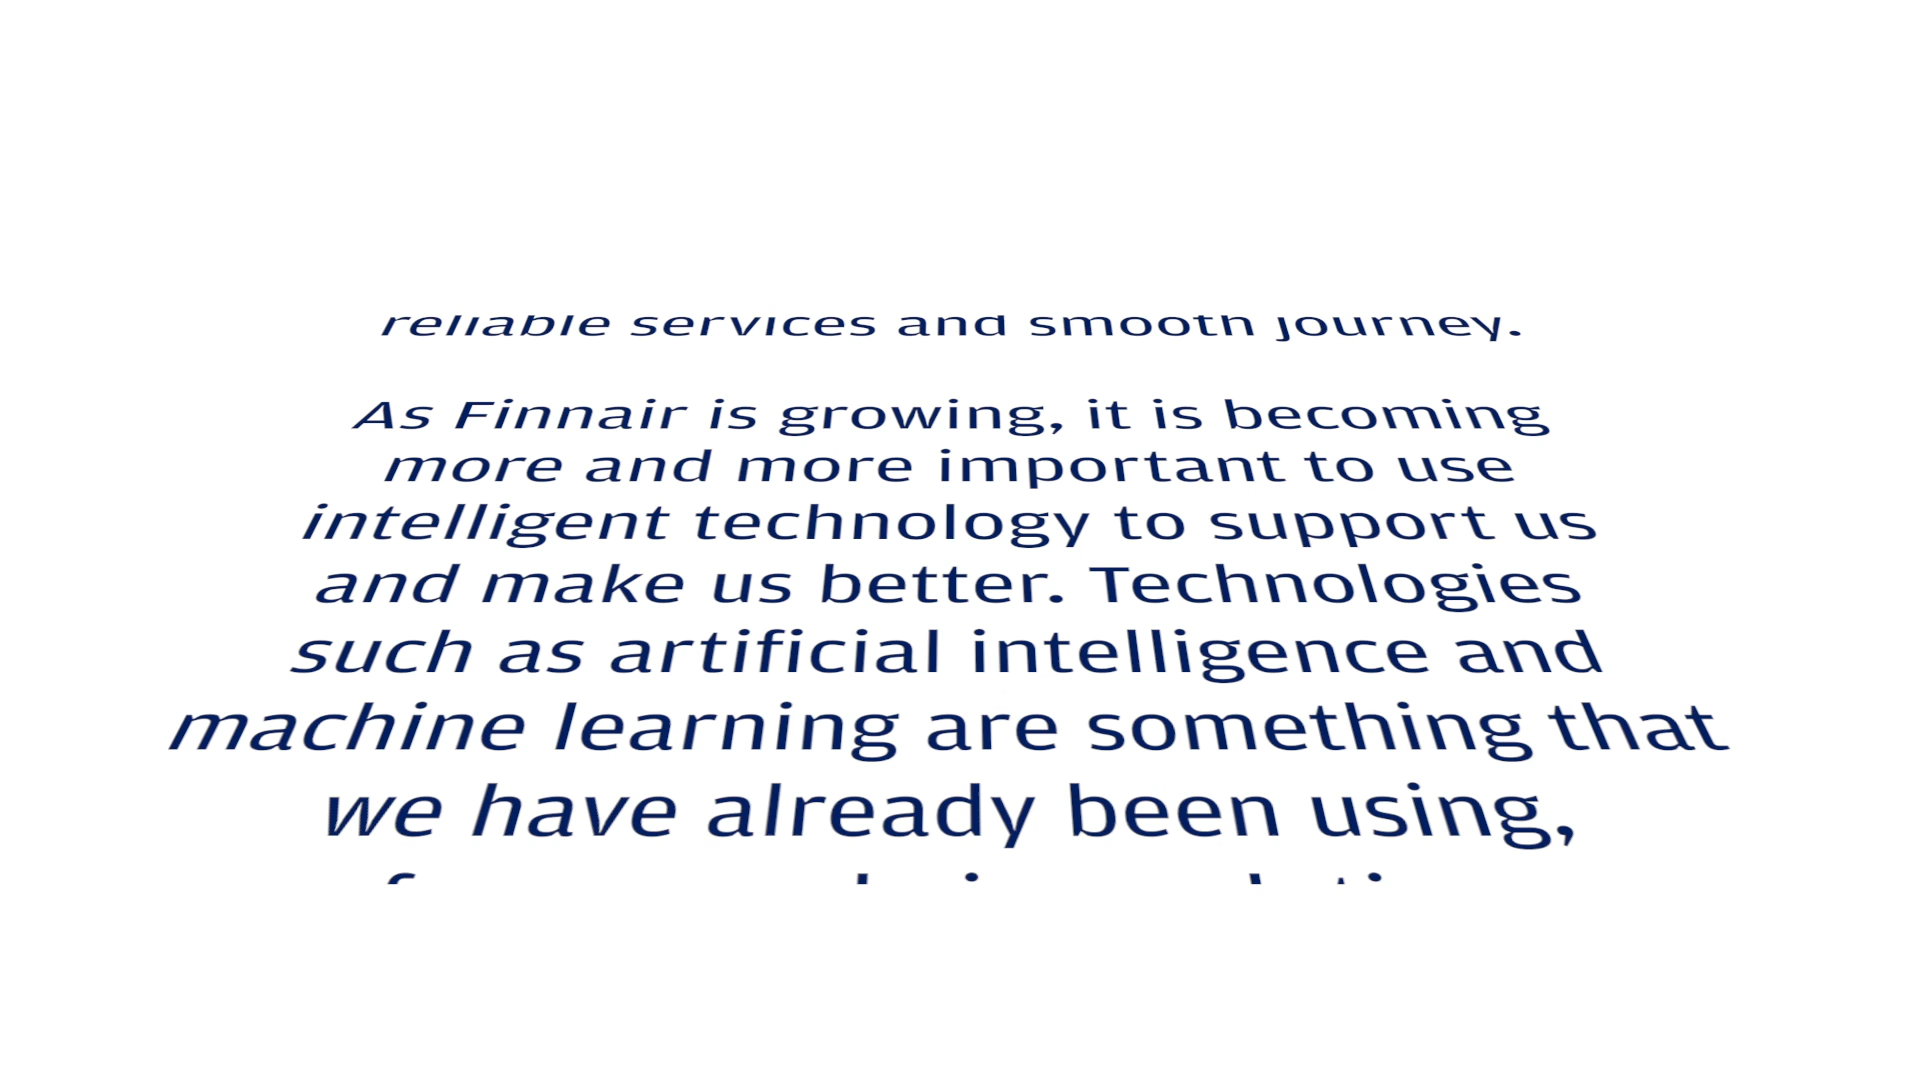 reliable services and smooth journey.
As Finnair is growing, it is becoming
more and more important to use
intelligent technology to support us
and make us better. Technologies
such as artificial intelligence and
machine learning are something that
we have already been using,